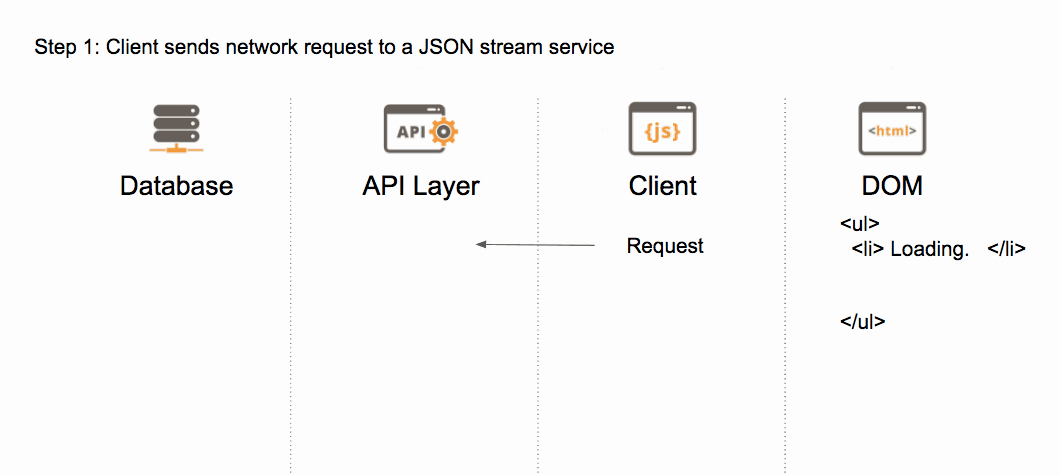 Step 1: Client sends network request to a JSON stream service
API
{js}
<html>
Database
API Layer
Client
DOM
<ul>
Request
<li> Loading.   </li>
</ul>